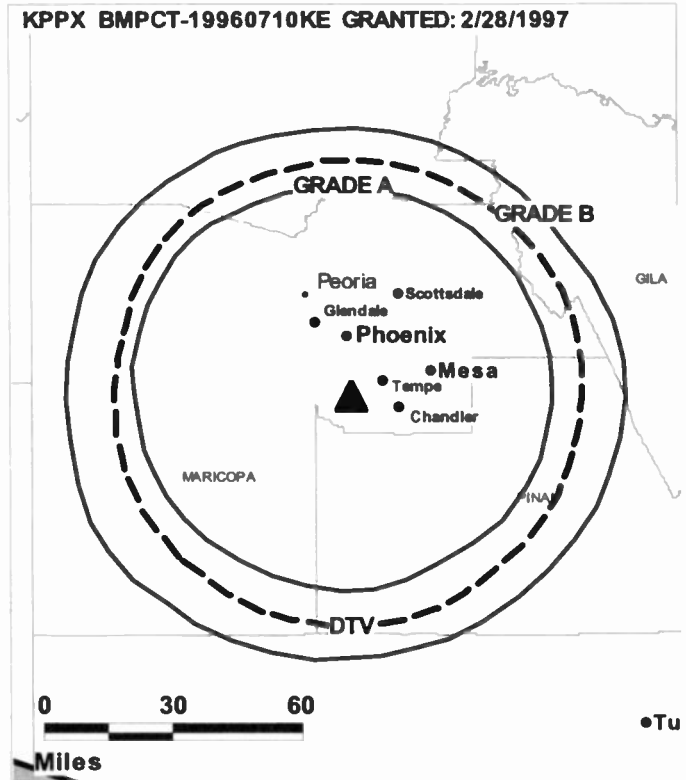 KPPX BMPCT-19960710KE GRANTED: 2/28/1997
GRADE A
GRADE B
GILA
Peoria
Scottsdale
Glendale
Phoenix
Mesa
Tempe
Chandler
MARICOPA
PINAL
DTV
0 30 60
Tu
Miles